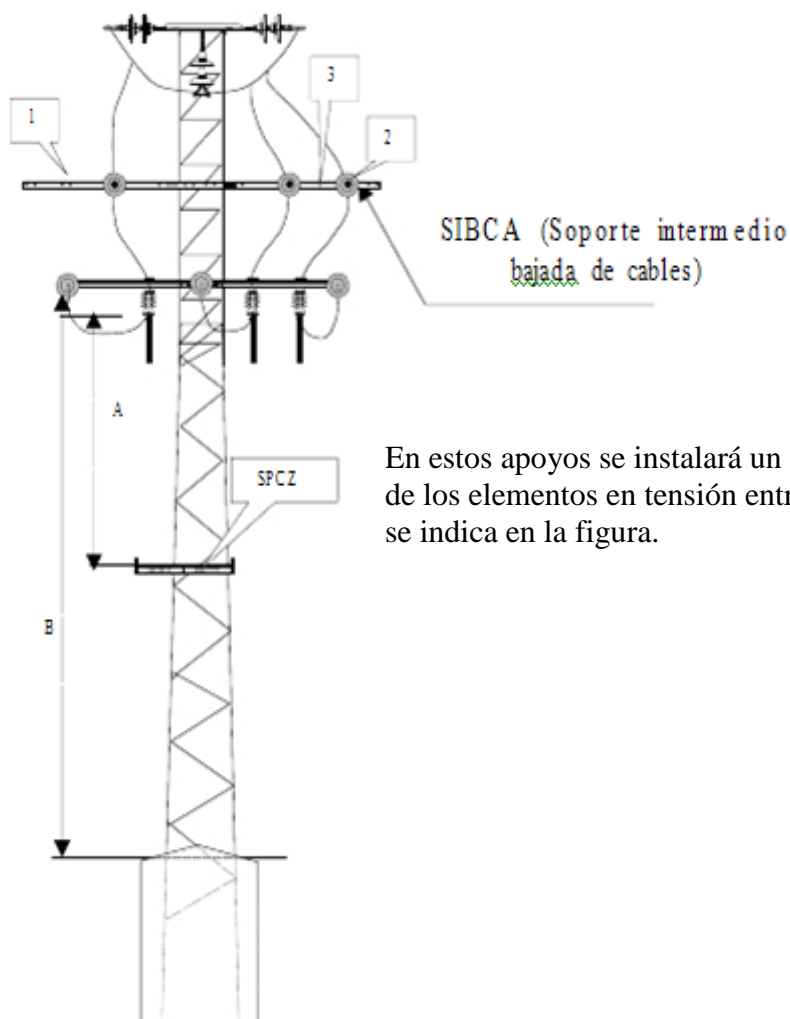 3
1
2
SIBCA (Soporte intermedio
bajada de cables)
A
En estos apoyos se instalará un
SPCZ
de los elementos en tensión
se indica en la figura.
B